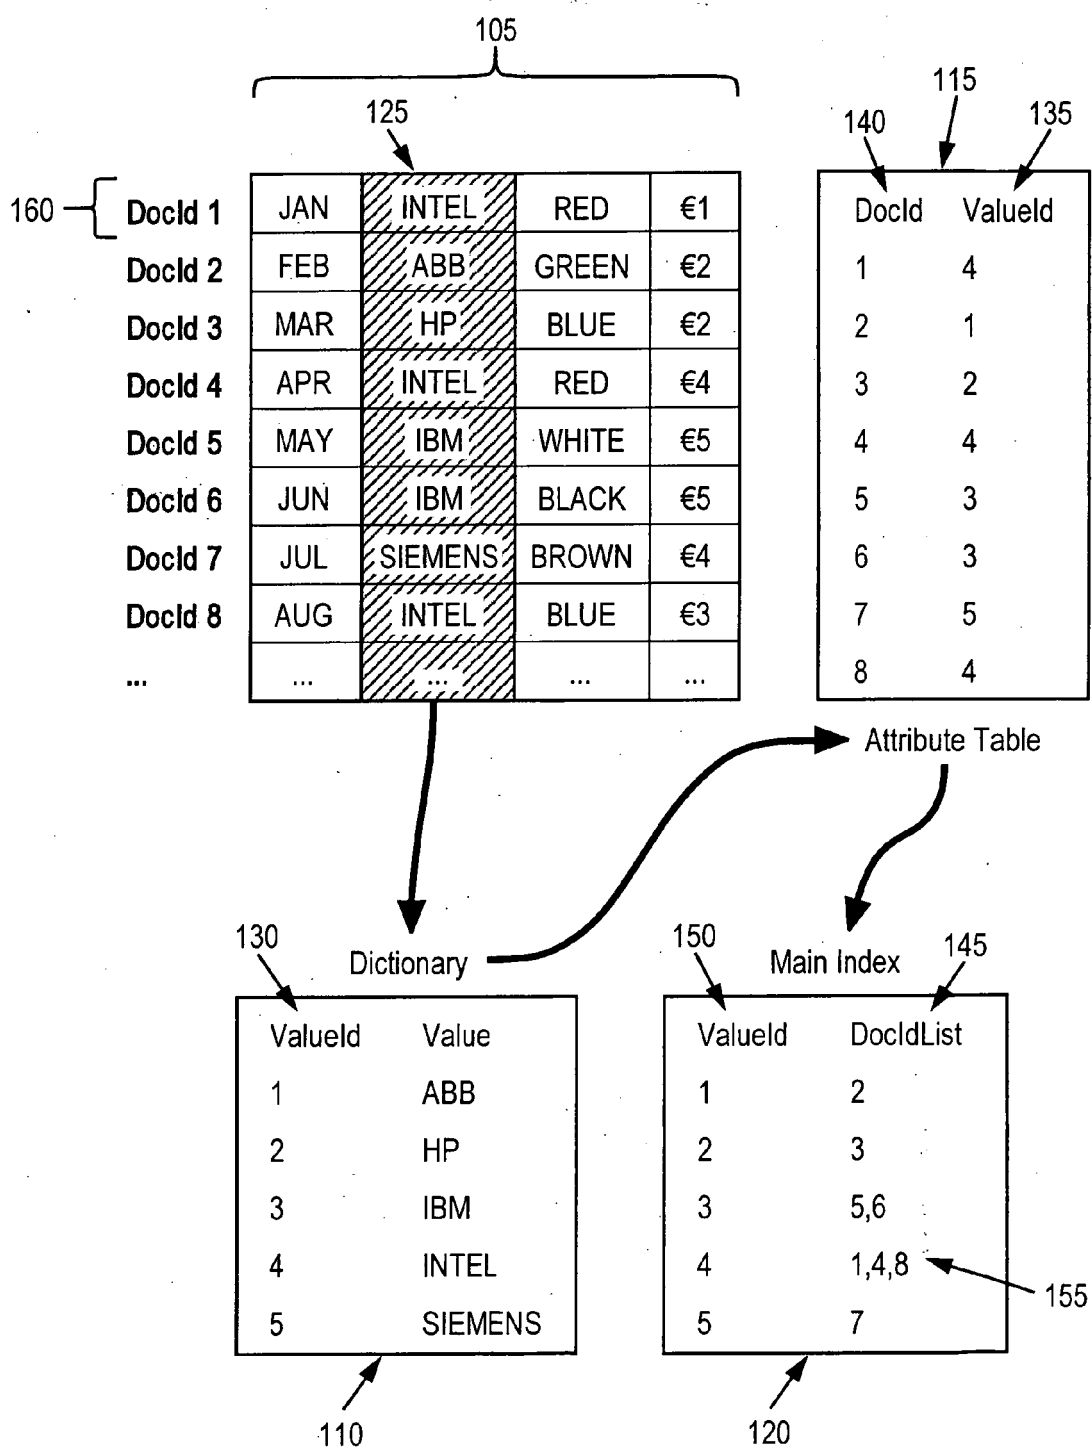 105
125
160
DocId 1 JAN INTEL RED €1
DocId 2 FEB ABB GREEN €2
DocId 3 MAR HP BLUE €2
DocId 4 APR INTEL RED €4
DocId 5 MAY IBM WHITE €5
DocId 6 JUN IBM BLACK €5
DocId 7 JUL SIEMENS BROWN €4
DocId 8 AUG INTEL BLUE €3
... ... ... ... ...
115
140 135
DocId ValueId
1 4
2 1
3 2
4 4
5 3
6 3
7 5
8 4
Attribute Table
130
Dictionary
ValueId Value
1 ABB
2 HP
3 IBM
4 INTEL
5 SIEMENS
110
150 145
Main Index
ValueId DocIdList
1 2
2 3
3 5,6
4 1,4,8
155
5 7
120